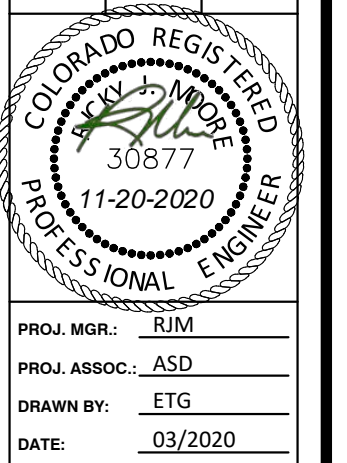 COLORADO REGISTERED
RICKY J. MOORE
30877
11-20-2020
PROFESSIONAL ENGINEER
PROJ. MGR.: RJM
PROJ. ASSOC.: ASD
DRAWN BY: ETG
DATE: 03/2020